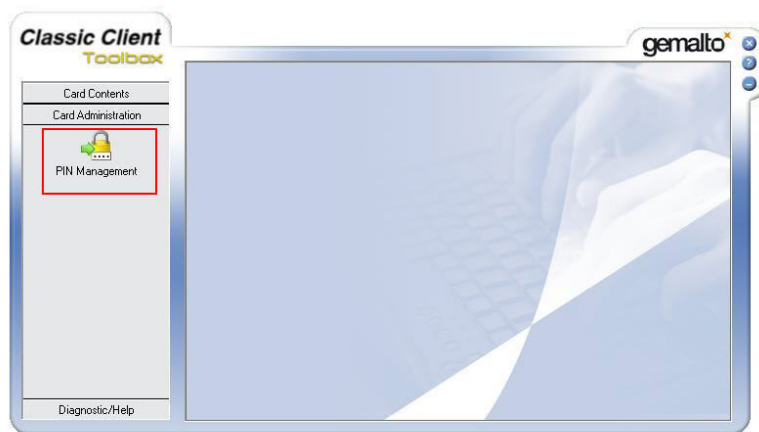 Classic Client
Toolbox
gemalto
Card Contents
Card Administration
PIN Management
Diagnostic/Help